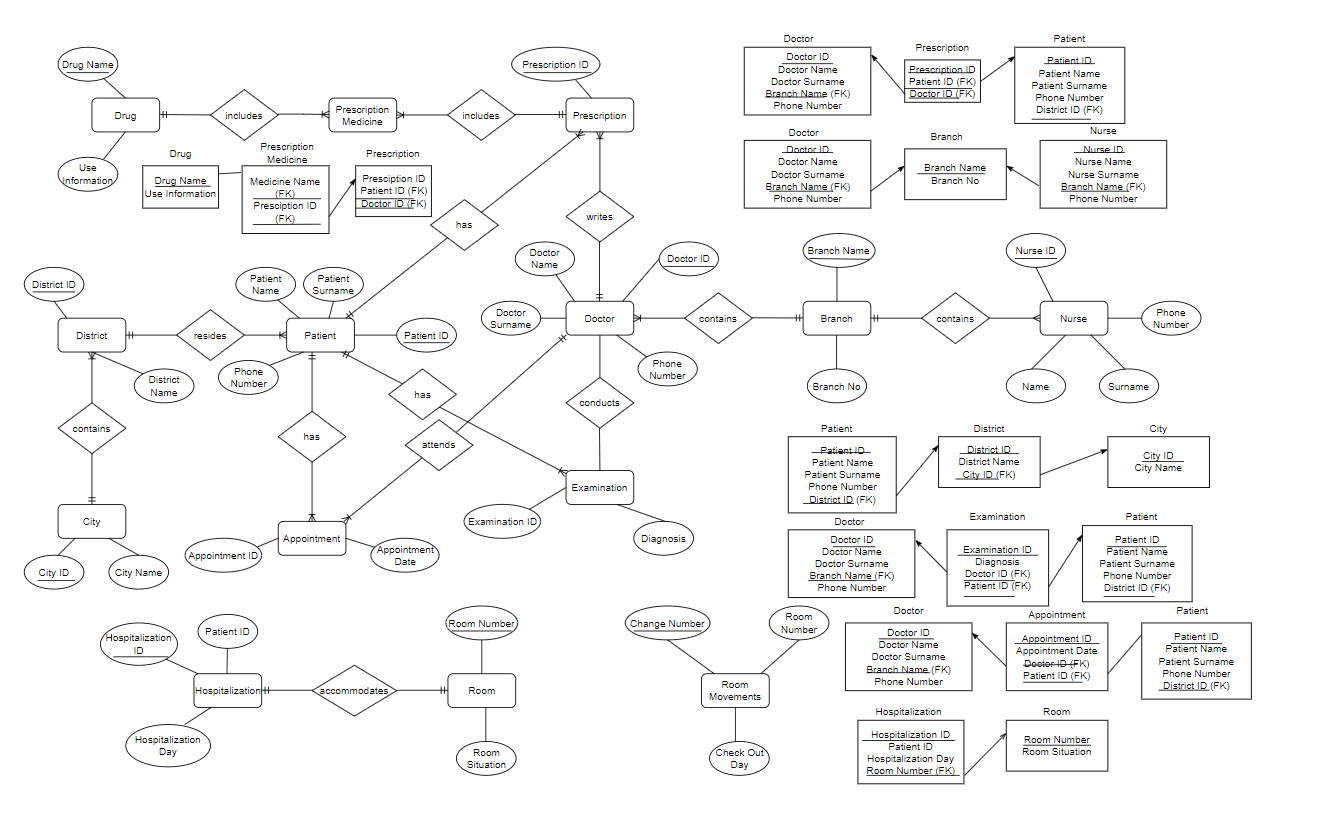 Drug Name
Drug
Use
Information
includes
Prescription
Medicine
includes
Prescription ID
Prescription
Drug
Drug Name
Use Information
Prescription
Medicine
Medicine Name
(FK)
Presciption ID
(FK)
Prescription
Presciption ID
Patient ID (FK)
Doctor ID (FK)
has
writes
Doctor
Doctor ID
Doctor Name
Doctor Surname
Branch Name (FK)
Phone Number
Prescription
Prescription ID
Patient ID (FK)
Doctor ID (FK)
Patient
Patient ID
Patient Name
Patient Surname
Phone Number
District ID (FK)
Doctor
Doctor ID
Doctor Name
Doctor Surname
Branch Name (FK)
Phone Number
Branch
Branch Name
Branch No
Nurse
Nurse ID
Nurse Name
Nurse Surname
Branch Name (FK)
Phone Number
District ID
District
District
Name
resides
Patient
Name
Patient
Surname
Patient
Patient ID
Phone
Number
Doctor
Name
Doctor ID
Doctor
Surname
Doctor
Phone
Number
contains
Branch Name
Branch
Branch No
contains
Nurse ID
Nurse
Phone
Number
Name
Surname
contains
City
City ID
City Name
has
has
attends
conducts
Appointment
Appointment ID
Appointment
Date
Examination
Examination ID
Diagnosis
Patient
Patient ID
Patient Name
Patient Surname
Phone Number
District ID (FK)
District
District ID
District Name
City ID (FK)
City
City ID
City Name
Doctor
Doctor ID
Doctor Name
Doctor Surname
Branch Name (FK)
Phone Number
Examination
Examination ID
Diagnosis
Doctor ID (FK)
Patient ID (FK)
Patient
Patient ID
Patient Name
Patient Surname
Phone Number
District ID (FK)
Doctor
Doctor ID
Doctor Name
Doctor Surname
Branch Name (FK)
Phone Number
Appointment
Appointment ID
Appointment Date
Doctor ID (FK)
Patient ID (FK)
Patient
Patient ID
Patient Name
Patient Surname
Phone Number
District ID (FK)
Hospitalization
ID
Patient ID
Hospitalization
Hospitalization
Day
accommodates
Room Number
Room
Room
Situation
Change Number
Room
Number
Room
Movements
Check Out
Day
Hospitalization
Hospitalization ID
Patient ID
Hospitalization Day
Room Number (FK)
Room
Room Number
Room Situation